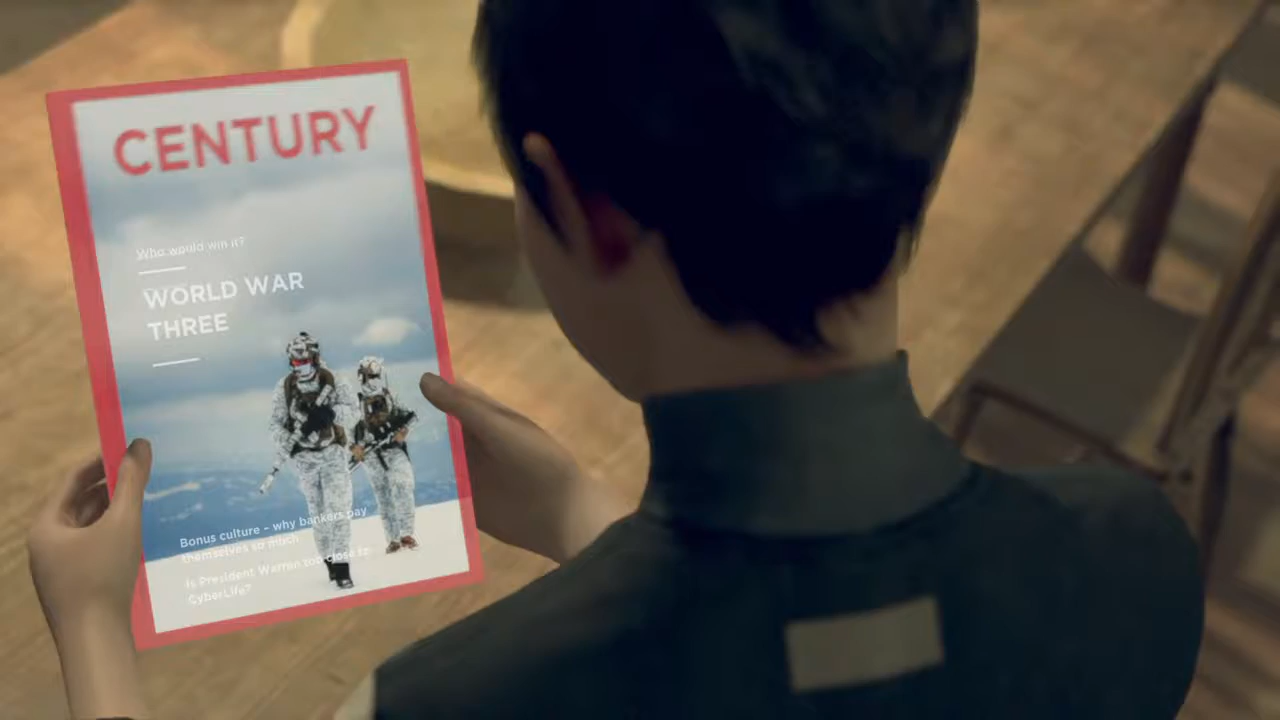 CENTURY
Who would win it?
WORLD WAR
THREE
Bonus culture – why bankers pay
themselves so much
Is President Warren too close to
CyberLife?